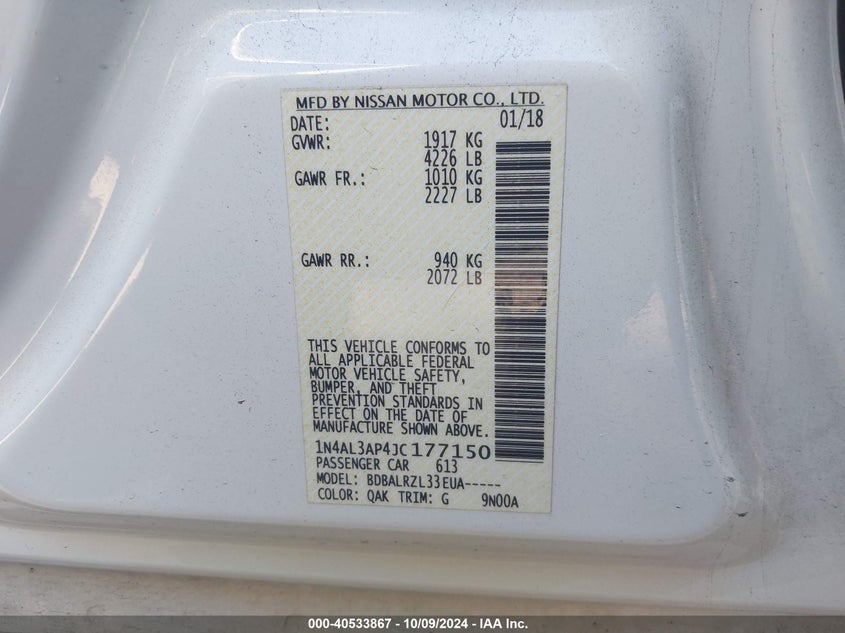 MFD BY NISSAN MOTOR CO., LTD.
DATE: 01/18
GVWR: 1917 KG
4226 LB
GAWR FR.: 1010 KG
2227 LB
GAWR RR.: 940 KG
2072 LB
THIS VEHICLE CONFORMS TO
ALL APPLICABLE FEDERAL
MOTOR VEHICLE SAFETY,
BUMPER, AND THEFT
PREVENTION STANDARDS IN
EFFECT ON THE DATE OF
MANUFACTURE SHOWN ABOVE.
1N4AL3AP4JC177150
PASSENGER CAR 613
MODEL: BDBALRZL33EUA-----
COLOR: QAK TRIM: G 9N00A
000-40533867 - 10/09/2024 - IAA Inc.